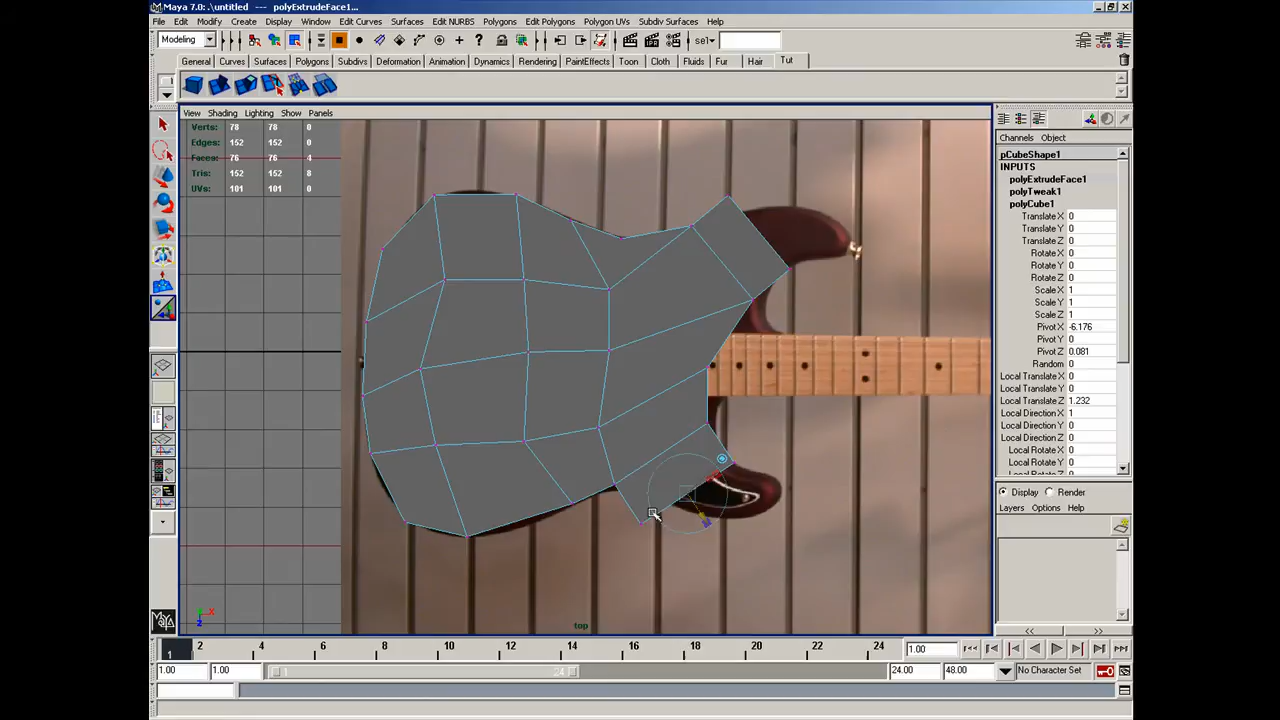 Maya 7.0: .\untitled --- polyExtrudeFace1...
File Edit Modify Create Display Window Edit Curves Surfaces Edit NURBS Polygons Edit Polygons Polygon UVs Subdiv Surfaces Help
Modeling sel-
General Curves Surfaces Polygons Subdivs Deformation Animation Dynamics Rendering PaintEffects Toon Cloth Fluids Fur Hair Tut
View Shading Lighting Show Panels
Verts: 78 78 0
Edges: 152 152 0
Faces: 76 76 4
Tris: 152 152 8
UVs: 101 101 0
Channels Object
pCubeShape1
INPUTS
polyExtrudeFace1
polyTweak1
polyCube1
Translate X 0
Translate Y 0
Translate Z 0
Rotate X 0
Rotate Y 0
Rotate Z 0
Scale X 1
Scale Y 1
Scale Z 1
Pivot X -6.176
Pivot Y 0
Pivot Z 0.081
Random 0
Local Translate X 0
Local Translate Y 0
Local Translate Z 1.232
Local Direction X 1
Local Direction Y 0
Local Direction Z 0
Local Rotate X 0
Local Rotate Y 0
Display Render
Layers Options Help
X
Z
top
MAYA
1 2 4 6 8 10 12 14 16 18 20 22 24 1.00
1.00 1.00 1 24 24.00 48.00 No Character Set